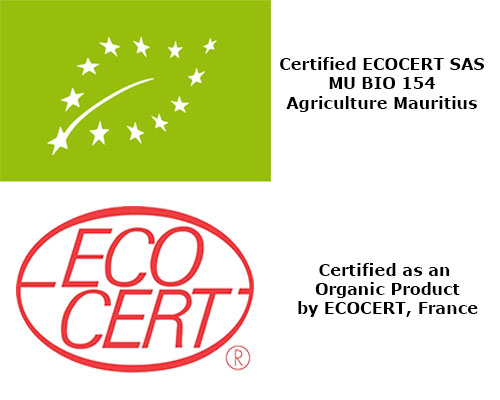 Certified ECOCERT SAS
MU BIO 154
Agriculture Mauritius
ECO
CERT
®
Certified as an
Organic Product
by ECOCERT, France